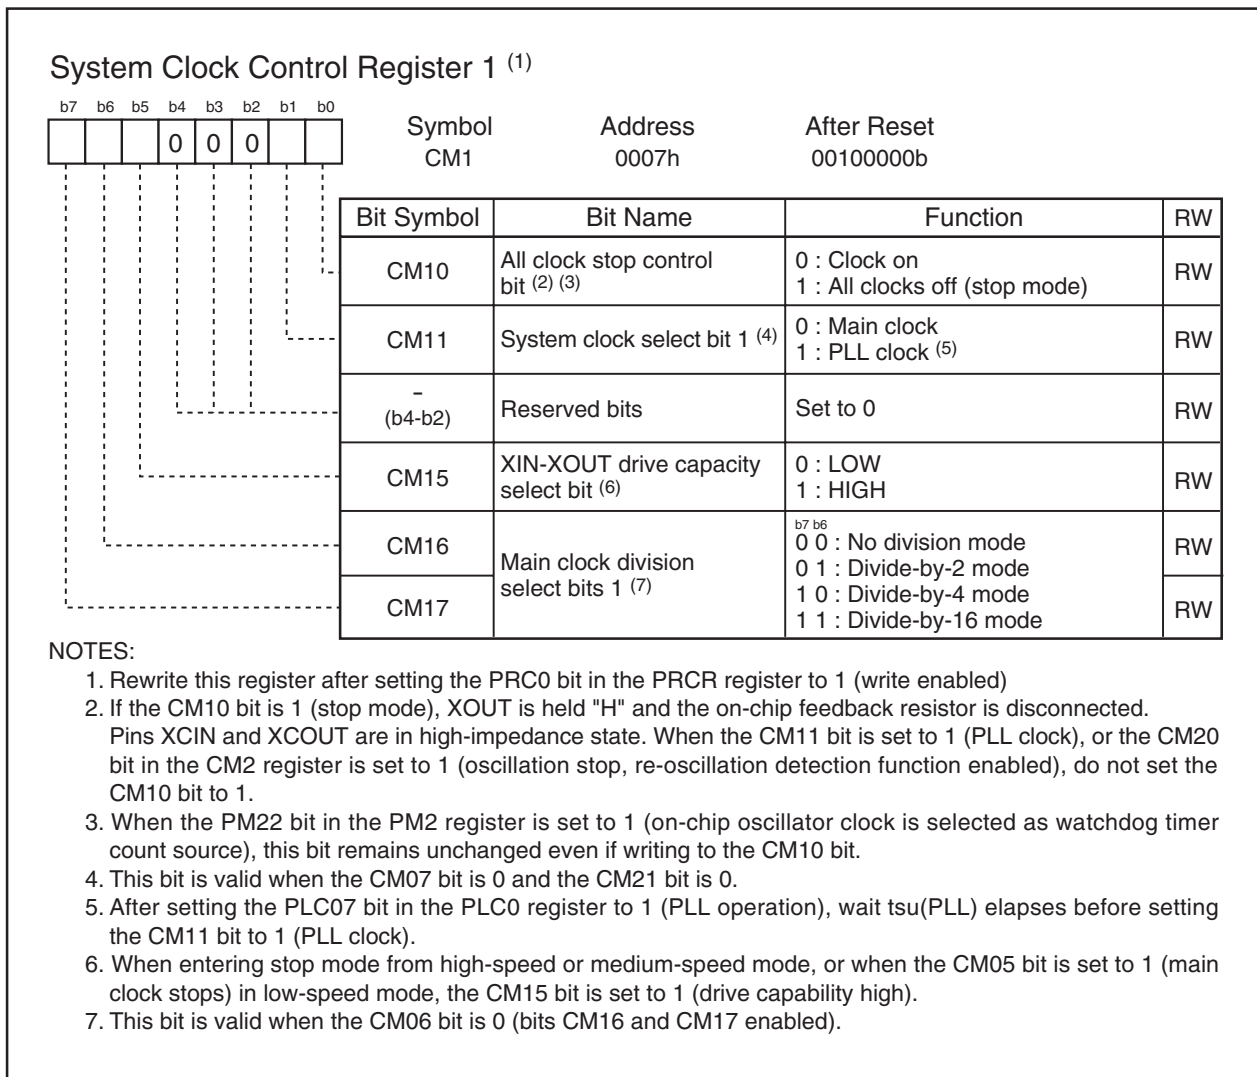 System Clock Control Register 1 (1)
b7 b6 b5 b4 b3 b2 b1 b0
0 0 0
Symbol Address After Reset
CM1 0007h 00100000b
Bit Symbol Bit Name Function RW
CM10 All clock stop control bit (2) (3) 0 : Clock on RW
1 : All clocks off (stop mode)
CM11 System clock select bit 1 (4) 0 : Main clock RW
1 : PLL clock (5)
– (b4-b2) Reserved bits Set to 0 RW
CM15 XIN-XOUT drive capacity select bit (6) 0 : LOW RW
1 : HIGH
CM16 Main clock division select bits 1 (7) b7 b6 RW
0 0 : No division mode
0 1 : Divide-by-2 mode
CM17 1 0 : Divide-by-4 mode RW
1 1 : Divide-by-16 mode
NOTES:
1. Rewrite this register after setting the PRC0 bit in the PRCR register to 1 (write enabled)
2. If the CM10 bit is 1 (stop mode), XOUT is held "H" and the on-chip feedback resistor is disconnected.
Pins XCIN and XCOUT are in high-impedance state. When the CM11 bit is set to 1 (PLL clock), or the CM20
bit in the CM2 register is set to 1 (oscillation stop, re-oscillation detection function enabled), do not set the
CM10 bit to 1.
3. When the PM22 bit in the PM2 register is set to 1 (on-chip oscillator clock is selected as watchdog timer
count source), this bit remains unchanged even if writing to the CM10 bit.
4. This bit is valid when the CM07 bit is 0 and the CM21 bit is 0.
5. After setting the PLC07 bit in the PLC0 register to 1 (PLL operation), wait tsu(PLL) elapses before setting
the CM11 bit to 1 (PLL clock).
6. When entering stop mode from high-speed or medium-speed mode, or when the CM05 bit is set to 1 (main
clock stops) in low-speed mode, the CM15 bit is set to 1 (drive capability high).
7. This bit is valid when the CM06 bit is 0 (bits CM16 and CM17 enabled).